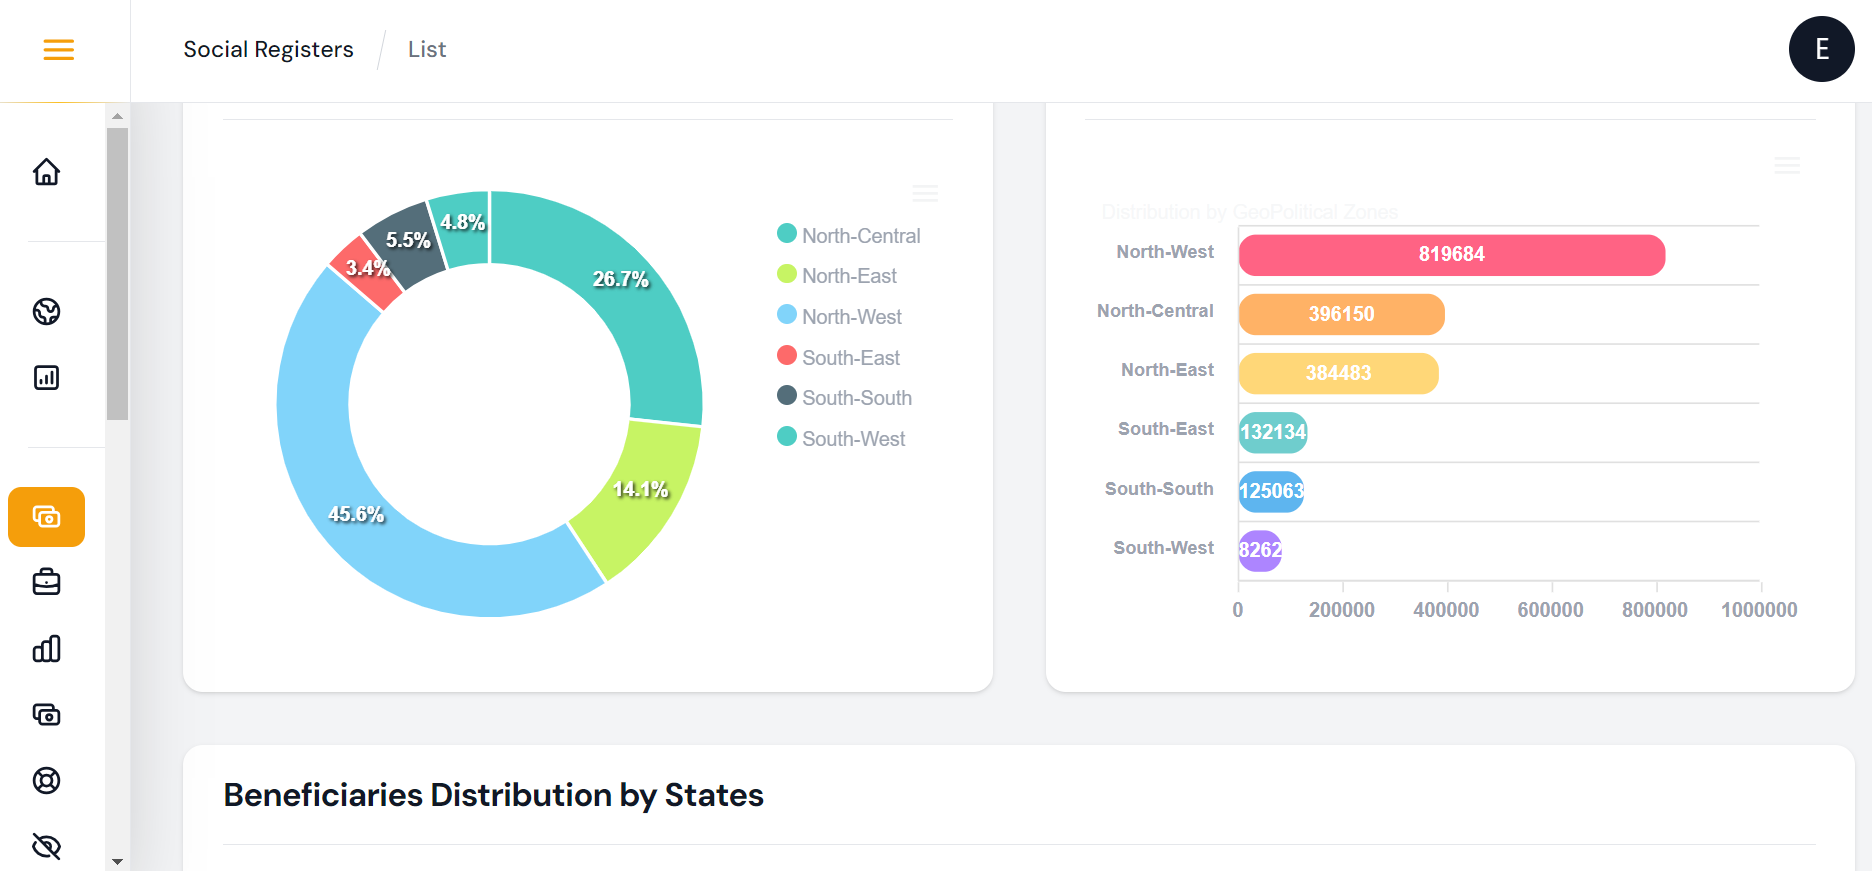 Social Registers / List
E
4.8%
5.5%
3.4%
26.7%
14.1%
45.6%
North-Central
North-East
North-West
South-East
South-South
South-West
Distribution by GeoPolitical Zones
North-West 819684
North-Central 396150
North-East 384483
South-East 132134
South-South 125063
South-West 8262
0 200000 400000 600000 800000 1000000
Beneficiaries Distribution by States